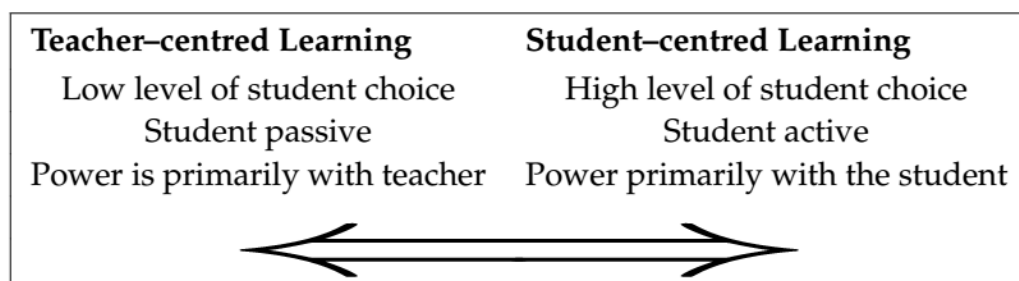 Teacher–centred Learning
Low level of student choice
Student passive
Power is primarily with teacher
Student–centred Learning
High level of student choice
Student active
Power primarily with the student